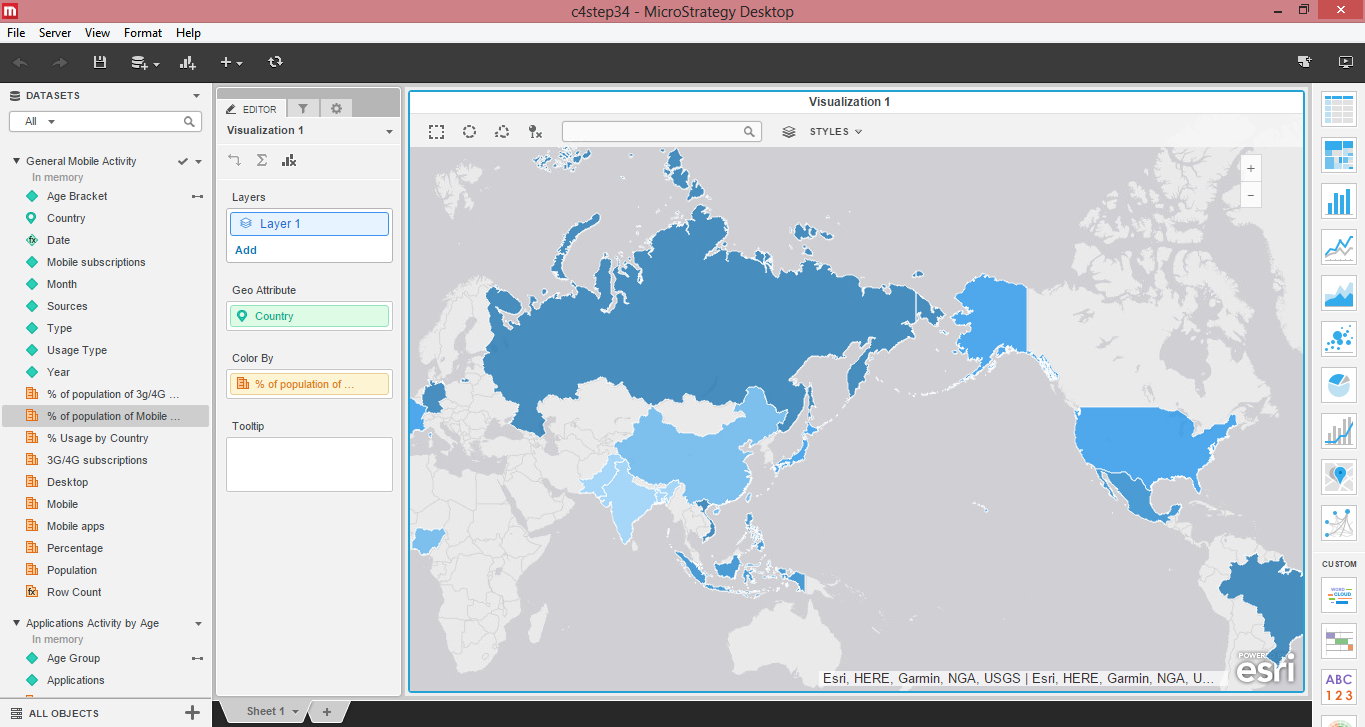 m
c4step34 - MicroStrategy Desktop
File Server View Format Help
DATASETS
All
General Mobile Activity
In memory
Age Bracket
Country
fx Date
Mobile subscriptions
Month
Sources
Type
Usage Type
Year
% of population of 3g/4G ...
% of population of Mobile ...
% Usage by Country
3G/4G subscriptions
Desktop
Mobile
Mobile apps
Percentage
Population
fx Row Count
Applications Activity by Age
In memory
Age Group
Applications
ALL OBJECTS
EDITOR
Visualization 1
Layers
Layer 1
Add
Geo Attribute
Country
Color By
% of population of ...
Tooltip
Visualization 1
STYLES
+
−
Esri, HERE, Garmin, NGA, USGS | Esri, HERE, Garmin, NGA, U...
esri
Sheet 1
+
CUSTOM
WORD
CLOUD
ABC
123